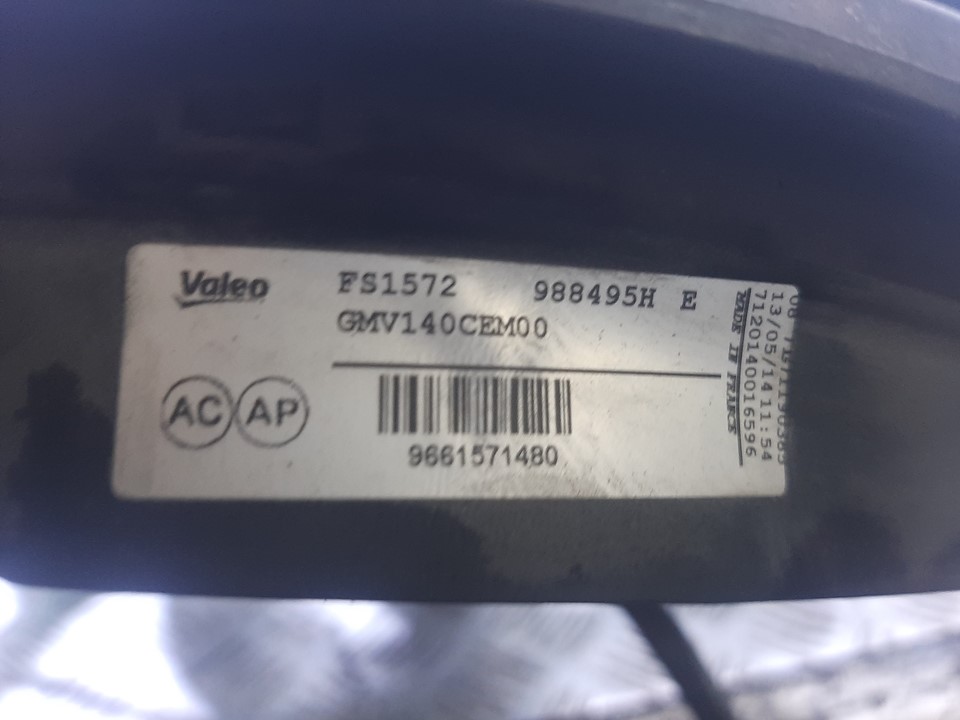 Valeo
FS1572 988495H E
GMV140CEM00
AC AP
9661571480
13/05/14 11:54
7120140016596
MADE IN FRANCE